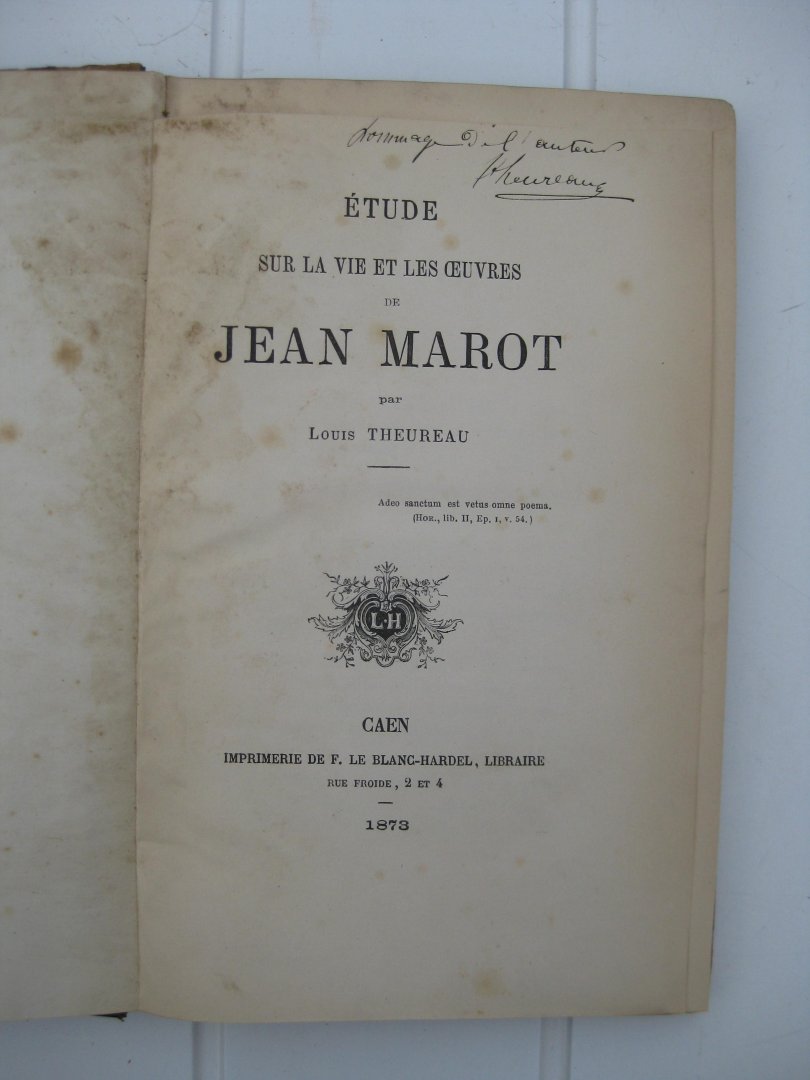 Hommage de l'auteur
Theureau
ÉTUDE
SUR LA VIE ET LES ŒUVRES
DE
JEAN MAROT
par
Louis THEUREAU
Adeo sanctum est vetus omne poema.
(Hor., lib. II, Ep. I, v. 54.)
L·H
CAEN
IMPRIMERIE DE F. LE BLANC-HARDEL, LIBRAIRE
RUE FROIDE, 2 ET 4
1873